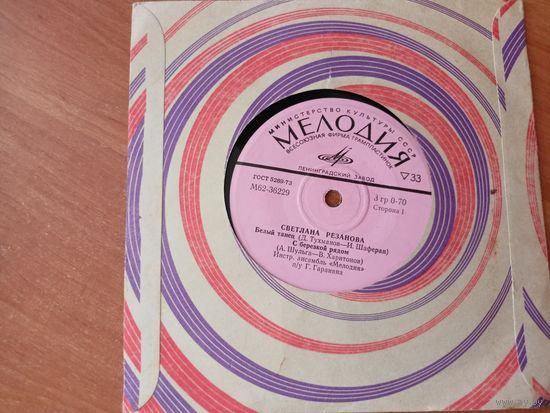 МИНИСТЕРСТВО КУЛЬТУРЫ СССР
МЕЛОДИЯ
ВСЕСОЮЗНАЯ ФИРМА ГРАМПЛАСТИНОК
ЛЕНИНГРАДСКИЙ ЗАВОД
▽33
ГОСТ 5289-73
М62-36229
3 гр 0-70
Сторона 1
СВЕТЛАНА РЕЗАНОВА
Белый танец (Д. Тухманов—И. Шаферан)
С березкой рядом
(А. Шульга—В. Харитонов)
Инстр. ансамбль «Мелодия»
п/у Г. Гараняна